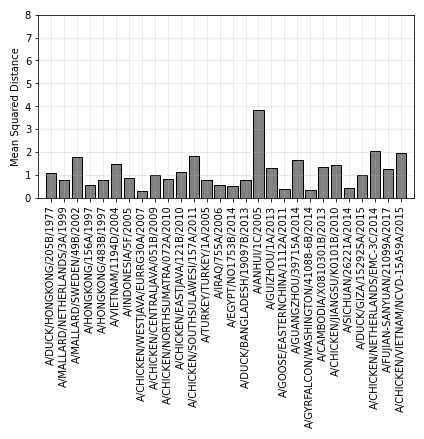 8
7
6
5
4
3
2
1
0
Mean Squared Distance
A/DUCK/HONGKONG/205B/1977
A/MALLARD/NETHERLANDS/3A/1999
A/MALLARD/SWEDEN/49B/2002
A/HONGKONG/156A/1997
A/HONGKONG/483B/1997
A/VIETNAM/1194D/2004
A/INDONESIA/5F/2005
A/CHICKEN/WESTJAVA/EURRG30A/2007
A/CHICKEN/CENTRALJAVA/051B/2009
A/CHICKEN/NORTHSUMATRA/072A/2010
A/CHICKEN/EASTJAVA/121B/2010
A/CHICKEN/SOUTHSULAWESI/157A/2011
A/TURKEY/TURKEY/1A/2005
A/IRAQ/755A/2006
A/EGYPT/NO1753B/2014
A/DUCK/BANGLADESH/19097B/2013
A/ANHUI/1C/2005
A/GUIZHOU/1A/2013
A/GOOSE/EASTERNCHINA/1112A/2011
A/GUANGZHOU/39715A/2014
A/GYRFALCON/WASHINGTON/41088-6B/2014
A/CAMBODIA/X0810301B/2013
A/CHICKEN/JIANGSU/K0101B/2010
A/SICHUAN/26221A/2014
A/DUCK/GIZA/15292SA/2015
A/CHICKEN/NETHERLANDS/EMC-3C/2014
A/FUJIAN-SANYUAN/21099A/2017
A/CHICKEN/VIETNAM/NCVD-15A59A/2015